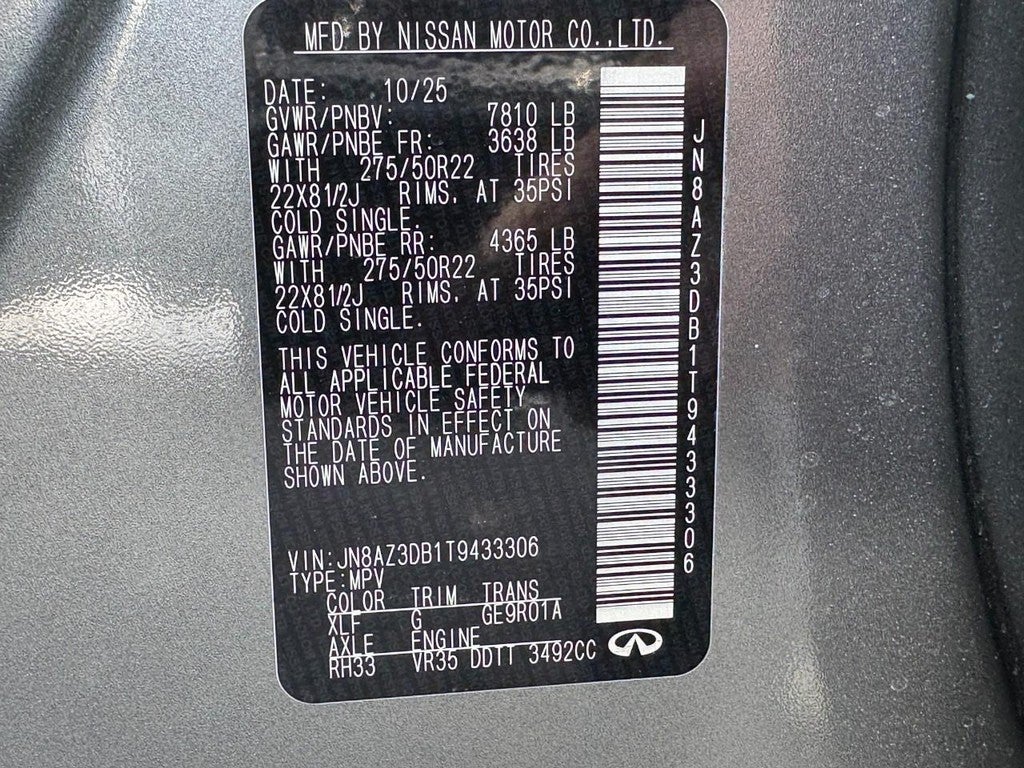 MFD BY NISSAN MOTOR CO.,LTD.
DATE: 10/25
GVWR/PNBV: 7810 LB
GAWR/PNBE FR: 3638 LB
WITH 275/50R22 TIRES
22X81/2J RIMS, AT 35PSI
COLD SINGLE.
GAWR/PNBE RR: 4365 LB
WITH 275/50R22 TIRES
22X81/2J RIMS, AT 35PSI
COLD SINGLE.
THIS VEHICLE CONFORMS TO
ALL APPLICABLE FEDERAL
MOTOR VEHICLE SAFETY
STANDARDS IN EFFECT ON
THE DATE OF MANUFACTURE
SHOWN ABOVE.
VIN:JN8AZ3DB1T9433306
TYPE:MPV
COLOR TRIM TRANS
XLF G GE9R01A
AXLE ENGINE
RH33 VR35 DDTT 3492CC
JN8AZ3DB1T9433306